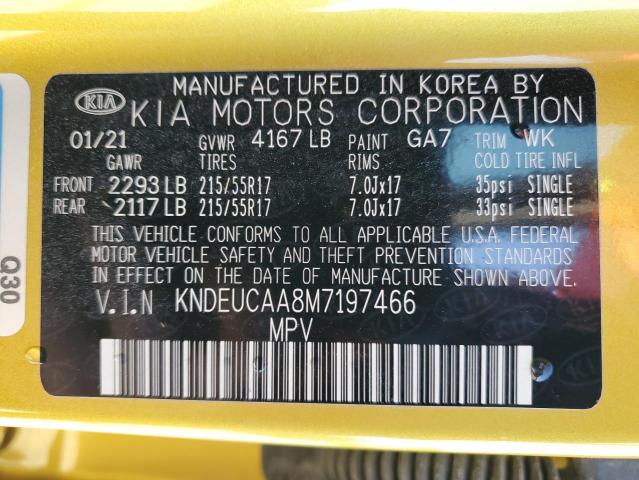 MANUFACTURED IN KOREA BY
KIA KIA MOTORS CORPORATION
01/21 GVWR 4167 LB PAINT GA7 TRIM WK
GAWR TIRES RIMS COLD TIRE INFL
FRONT 2293 LB 215/55R17 7.0Jx17 35psi SINGLE
REAR 2117 LB 215/55R17 7.0Jx17 33psi SINGLE
THIS VEHICLE CONFORMS TO ALL APPLICABLE U.S.A. FEDERAL
MOTOR VEHICLE SAFETY AND THEFT PREVENTION STANDARDS
IN EFFECT ON THE DATE OF MANUFACTURE SHOWN ABOVE.
V.I.N KNDEUCAA8M7197466
MPV
Q30